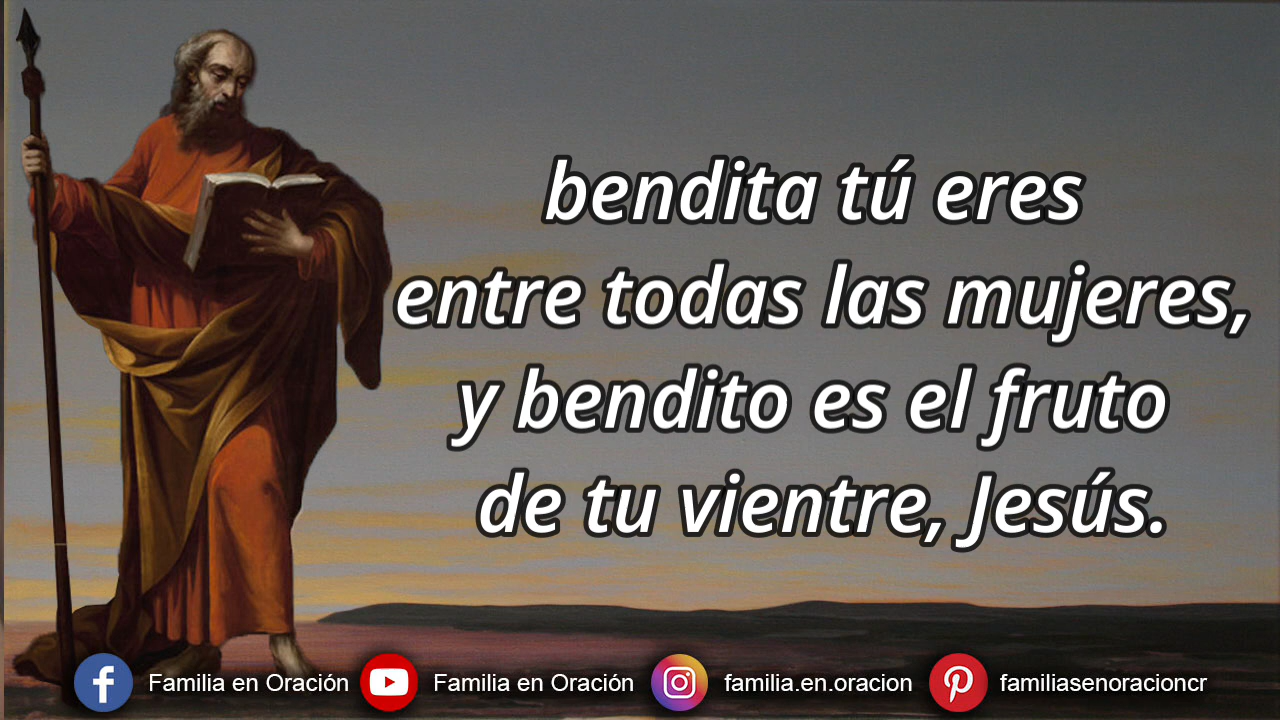 bendita tú eres
entre todas las mujeres,
y bendito es el fruto
de tu vientre, Jesús.
Familia en Oración
Familia en Oración
familia.en.oracion
familiasenoracioncr